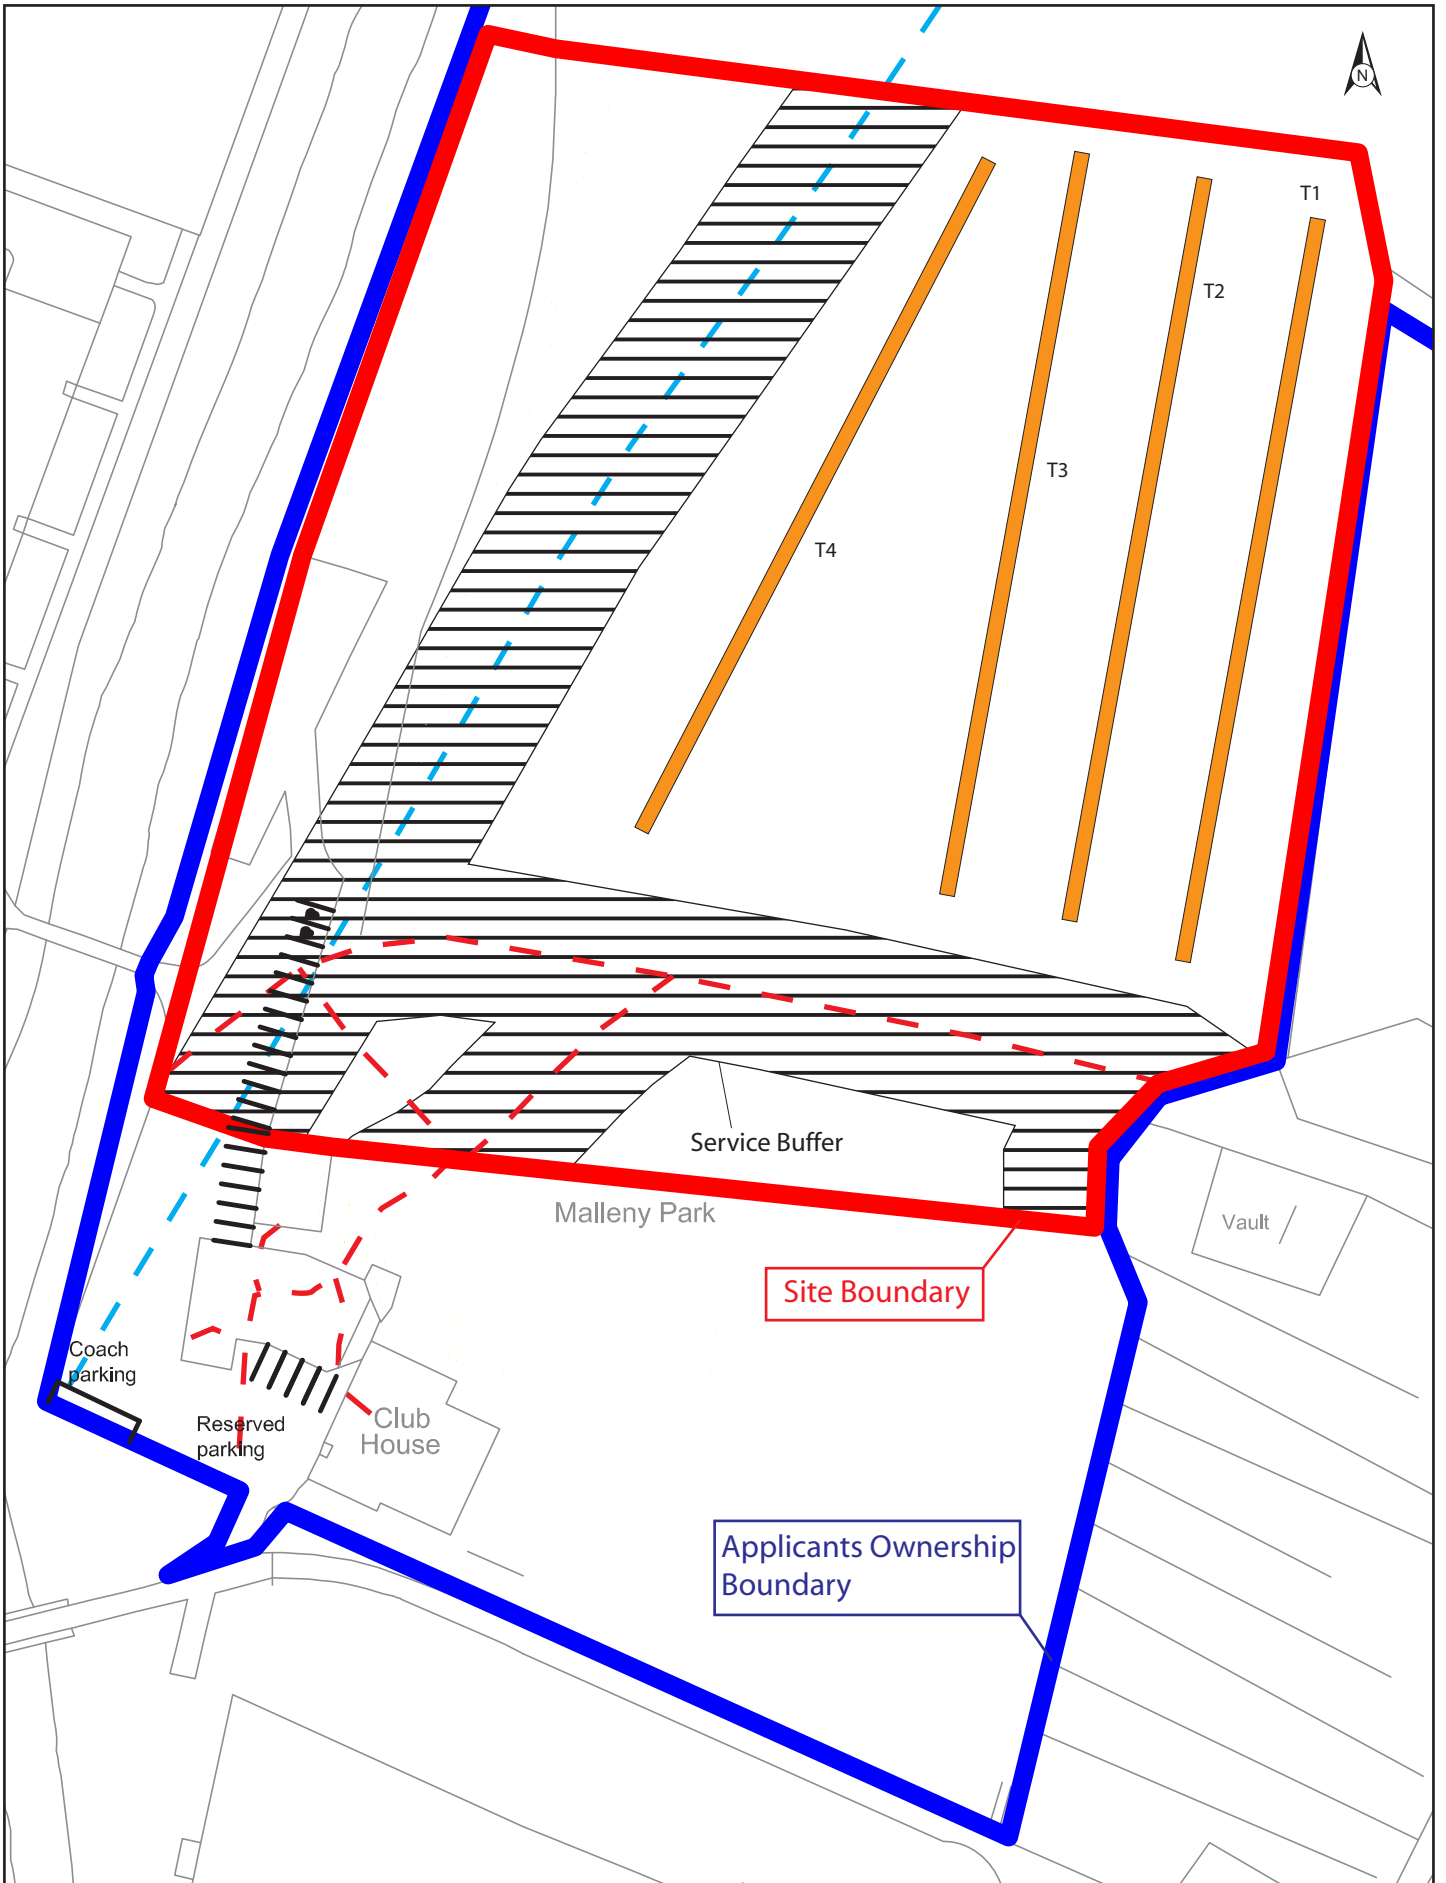 N
T1
T2
T3
T4
Service Buffer
Malleny Park
Vault
Site Boundary
Coach
parking
Reserved
parking
Club
House
Applicants Ownership
Boundary